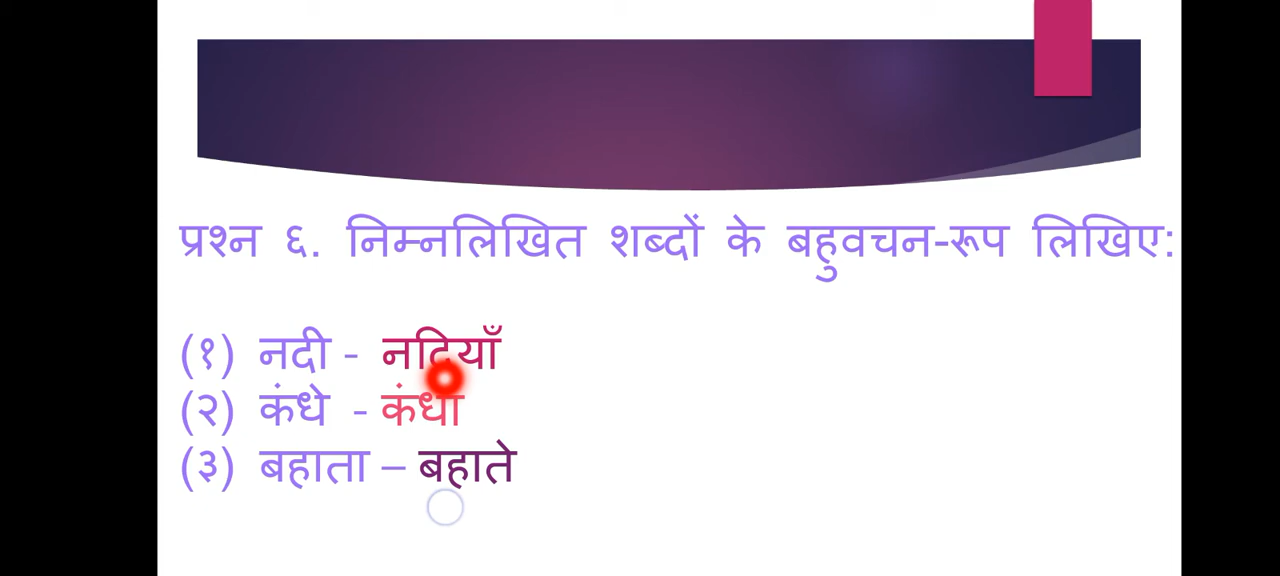 प्रश्न ६. निम्नलिखित शब्दों के बहुवचन-रूप लिखिए:
(१) नदी - नदियाँ
(२) कंधे - कंधा
(३) बहाता – बहाते